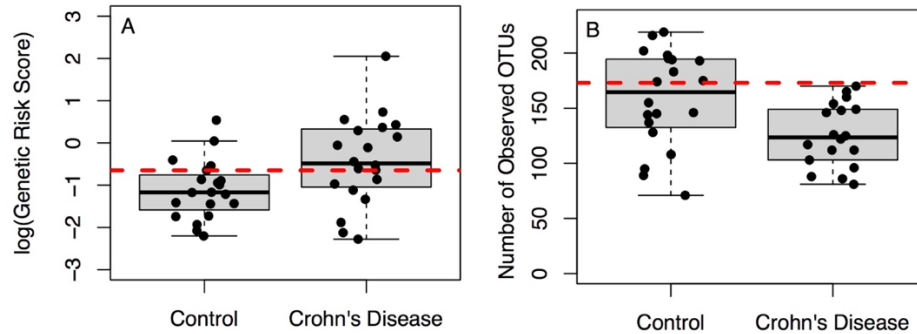 A
log(Genetic Risk Score)
3
2
1
0
−1
−2
−3
Control
Crohn's Disease
B
Number of Observed OTUs
200
150
100
50
0
Control
Crohn's Disease